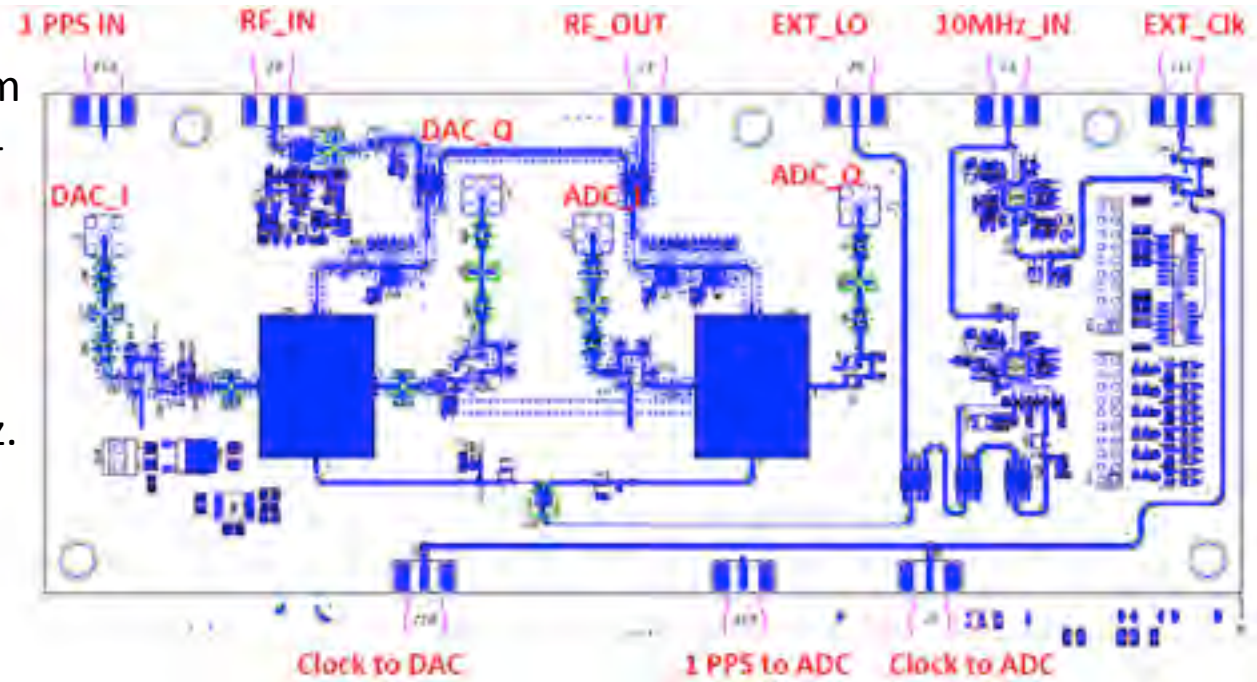 1 PPS IN RF_IN RF_OUT EXT_LO 10MHz_IN EXT_Clk
m
DAC_Q
DAC_I ADC_I ADC_Q
z.
Clock to DAC 1 PPS to ADC Clock to ADC